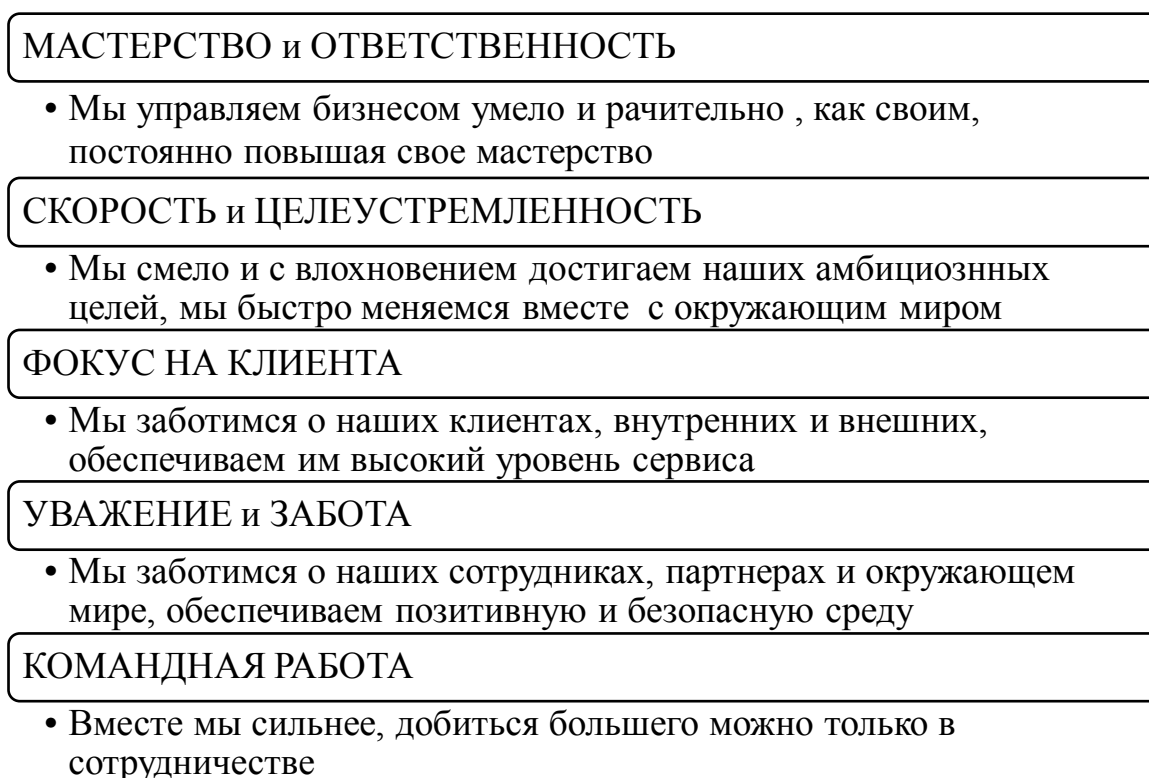 МАСТЕРСТВО и ОТВЕТСТВЕННОСТЬ
• Мы управляем бизнесом умело и рачительно , как своим,
постоянно повышая свое мастерство
СКОРОСТЬ и ЦЕЛЕУСТРЕМЛЕННОСТЬ
• Мы смело и с влохновением достигаем наших амбициознных
целей, мы быстро меняемся вместе  с окружающим миром
ФОКУС НА КЛИЕНТА
• Мы заботимся о наших клиентах, внутренних и внешних,
обеспечиваем им высокий уровень сервиса
УВАЖЕНИЕ и ЗАБОТА
• Мы заботимся о наших сотрудниках, партнерах и окружающем
мире, обеспечиваем позитивную и безопасную среду
КОМАНДНАЯ РАБОТА
• Вместе мы сильнее, добиться большего можно только в
сотрудничестве